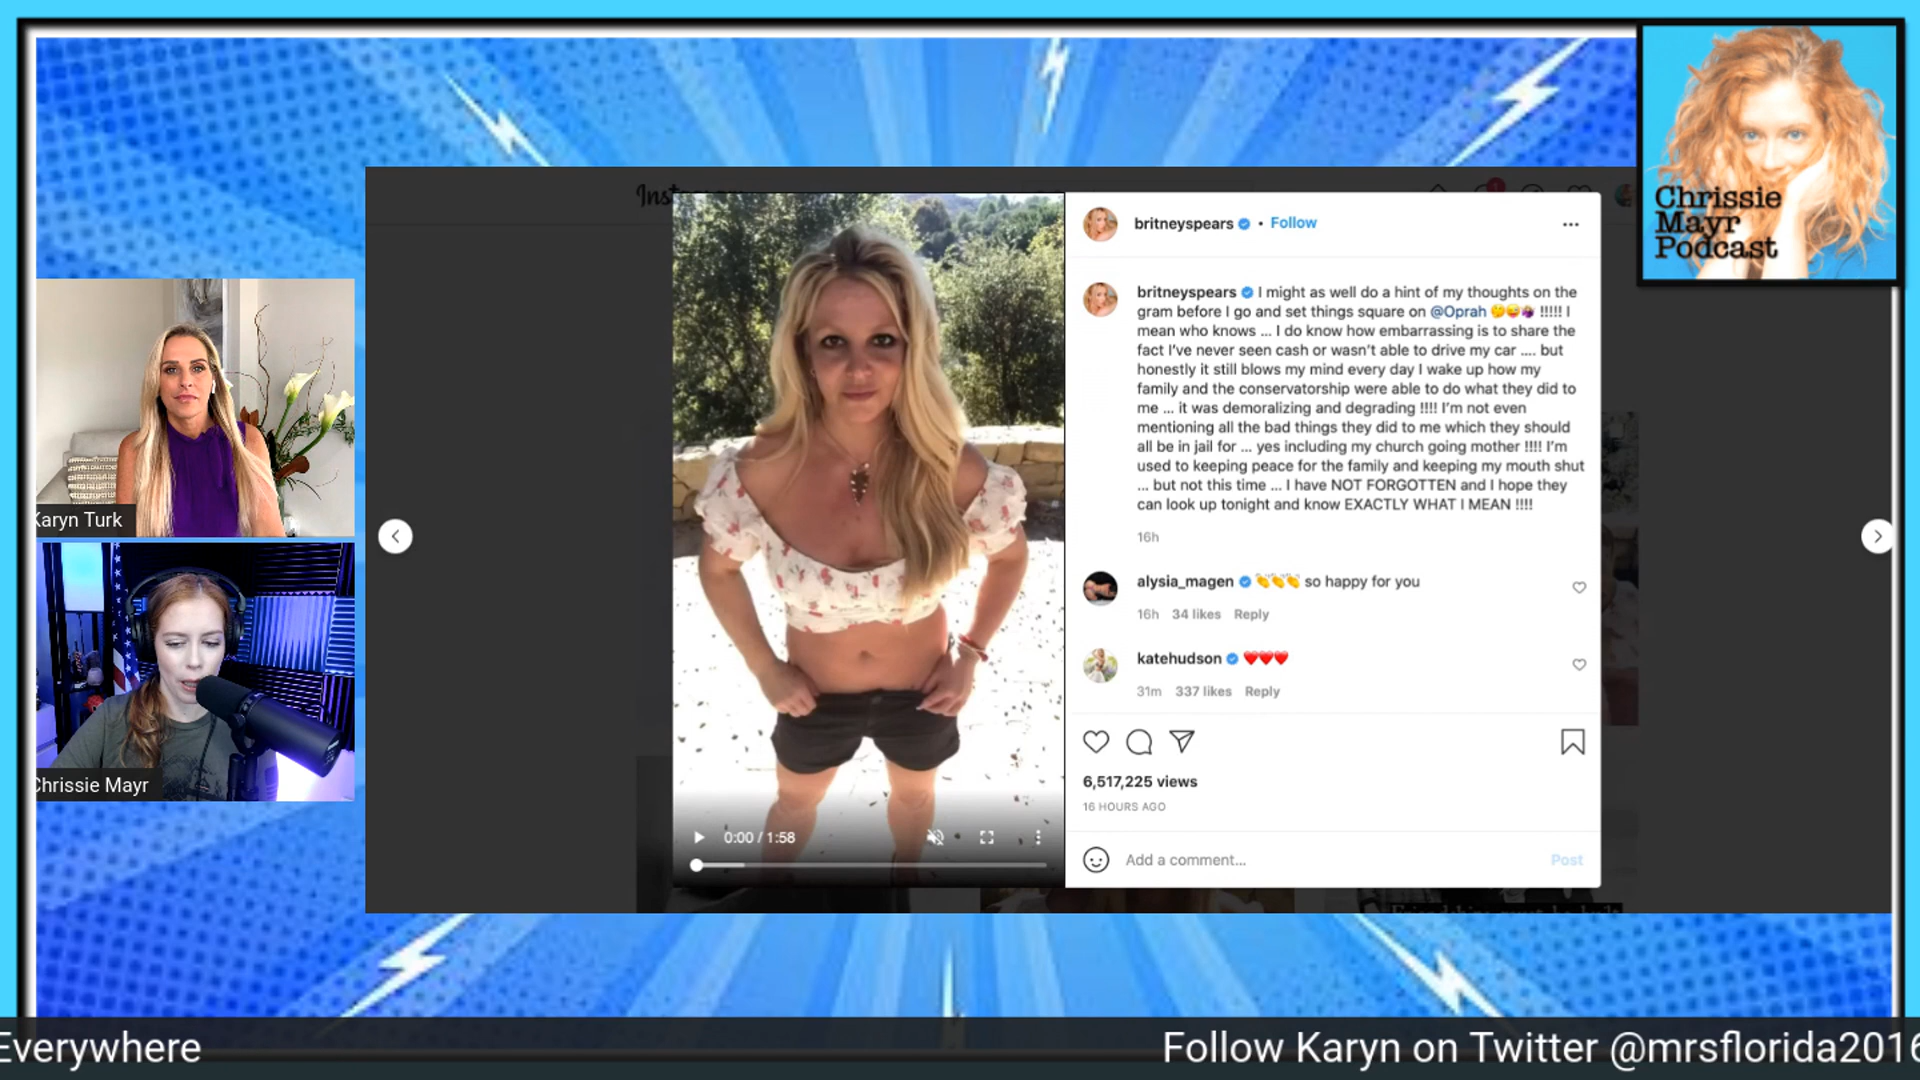 Chrissie
Mayr
Podcast
britneyspears • Follow
britneyspears I might as well do a hint of my thoughts on the
gram before I go and set things square on @Oprah 🤔😜🤷🏾‍♀️ !!!!! I
mean who knows ... I do know how embarrassing is to share the
fact I've never seen cash or wasn't able to drive my car .... but
honestly it still blows my mind every day I wake up how my
family and the conservatorship were able to do what they did to
me ... it was demoralizing and degrading !!!! I'm not even
mentioning all the bad things they did to me which they should
all be in jail for ... yes including my church going mother !!!! I'm
used to keeping peace for the family and keeping my mouth shut
... but not this time ... I have NOT FORGOTTEN and I hope they
can look up tonight and know EXACTLY WHAT I MEAN !!!!
16h
alysia_magen 👏👏👏 so happy for you
16h 34 likes Reply
katehudson ❤️❤️❤️
31m 337 likes Reply
6,517,225 views
16 HOURS AGO
Add a comment... Post
0:00 / 1:58
Karyn Turk
Chrissie Mayr
Everywhere
Follow Karyn on Twitter @mrsflorida2016